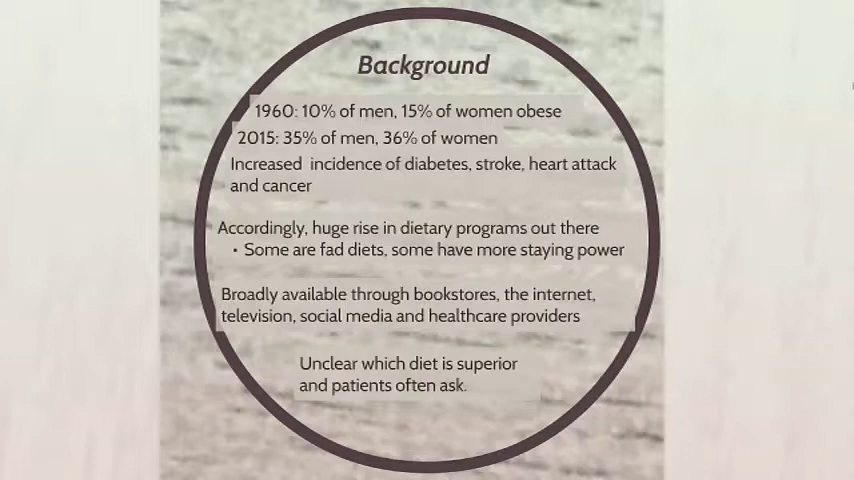 Background
1960: 10% of men, 15% of women obese
2015: 35% of men, 36% of women
Increased incidence of diabetes, stroke, heart attack
and cancer
Accordingly, huge rise in dietary programs out there
• Some are fad diets, some have more staying power
Broadly available through bookstores, the internet,
television, social media and healthcare providers
Unclear which diet is superior
and patients often ask.